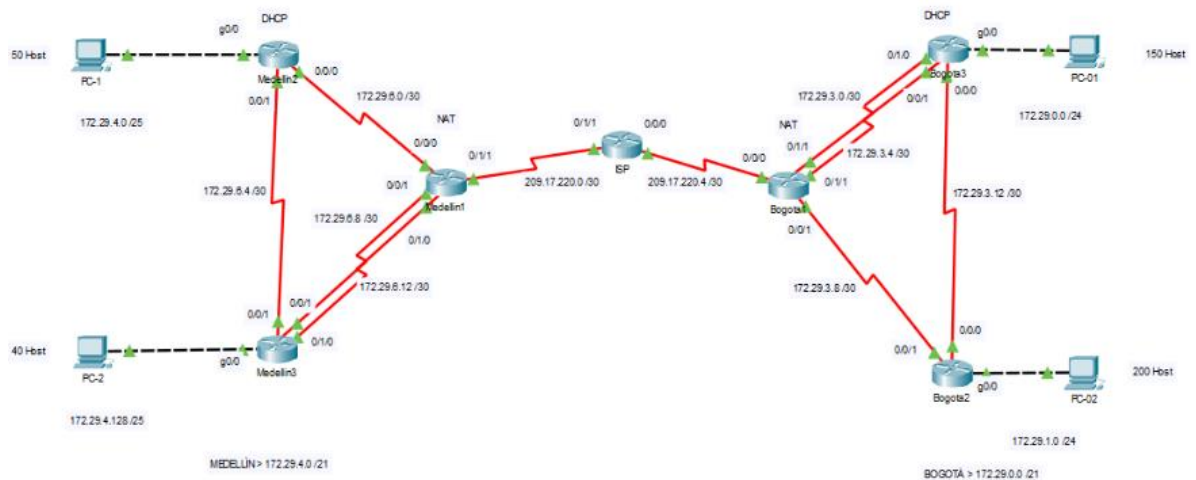 DHCP
g0/0
50 Host
PC-1
Medellin2
0/0/0
0/0/1
172.29.4.0 /25
172.29.6.0 /30
NAT
0/0/0
0/1/1
172.29.6.4 /30
0/0/1
Medellin1
172.29.6.8 /30
0/1/0
172.29.6.12 /30
0/0/1
0/0/1
0/1/0
40 Host
PC-2
g0/0
Medellin3
172.29.4.128 /25
MEDELLÍN > 172.29.4.0 /21
0/1/1
0/0/0
ISP
209.17.220.0 /30
209.17.220.4 /30
DHCP
g0/0
0/1/0
150 Host
Bogota3
PC-01
0/0/1
0/0/0
172.29.3.0 /30
172.29.0.0 /24
NAT
0/0/0
0/1/1
172.29.3.4 /30
0/1/1
Bogota1
172.29.3.12 /30
0/0/1
172.29.3.8 /30
0/0/0
0/0/1
200 Host
g0/0
Bogota2
PC-02
172.29.1.0 /24
BOGOTÁ > 172.29.0.0 /21